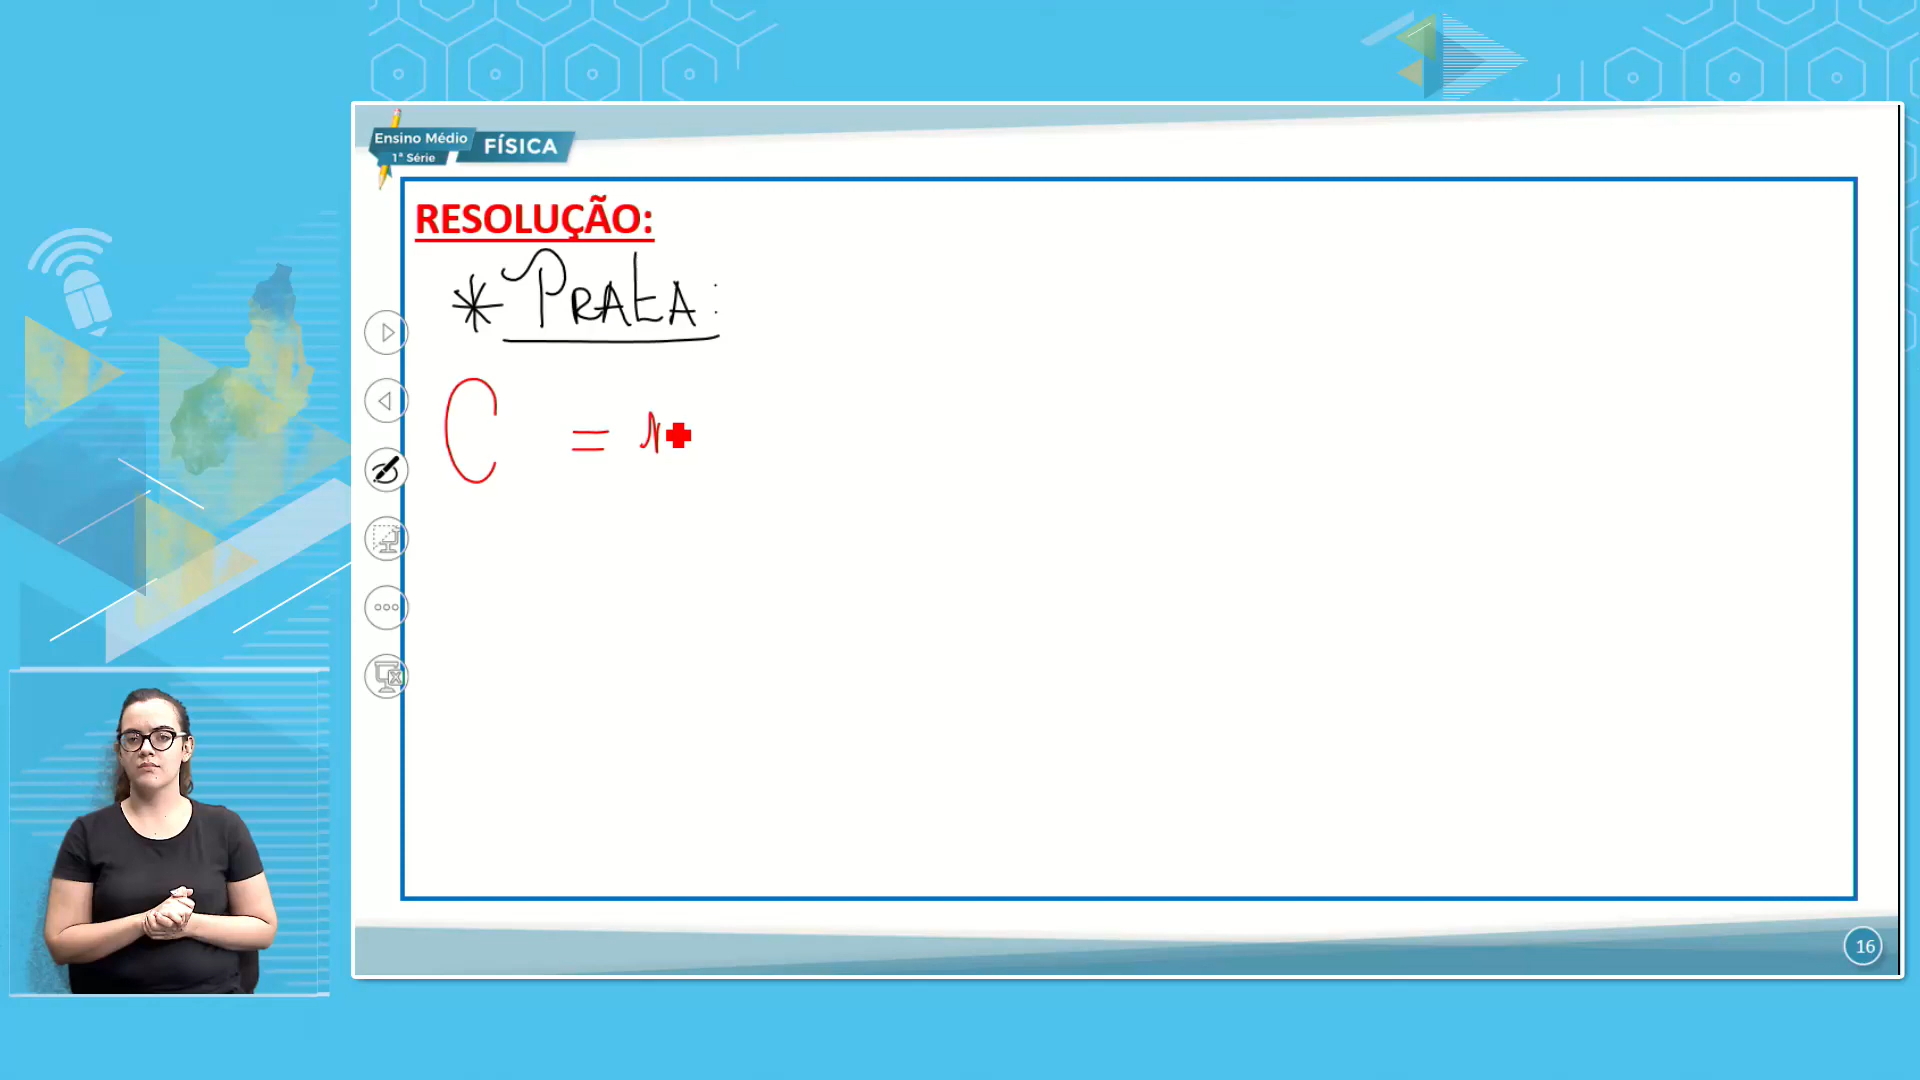 Ensino Médio
1ª Série
FÍSICA
RESOLUÇÃO:
* PRATA:
C =
16